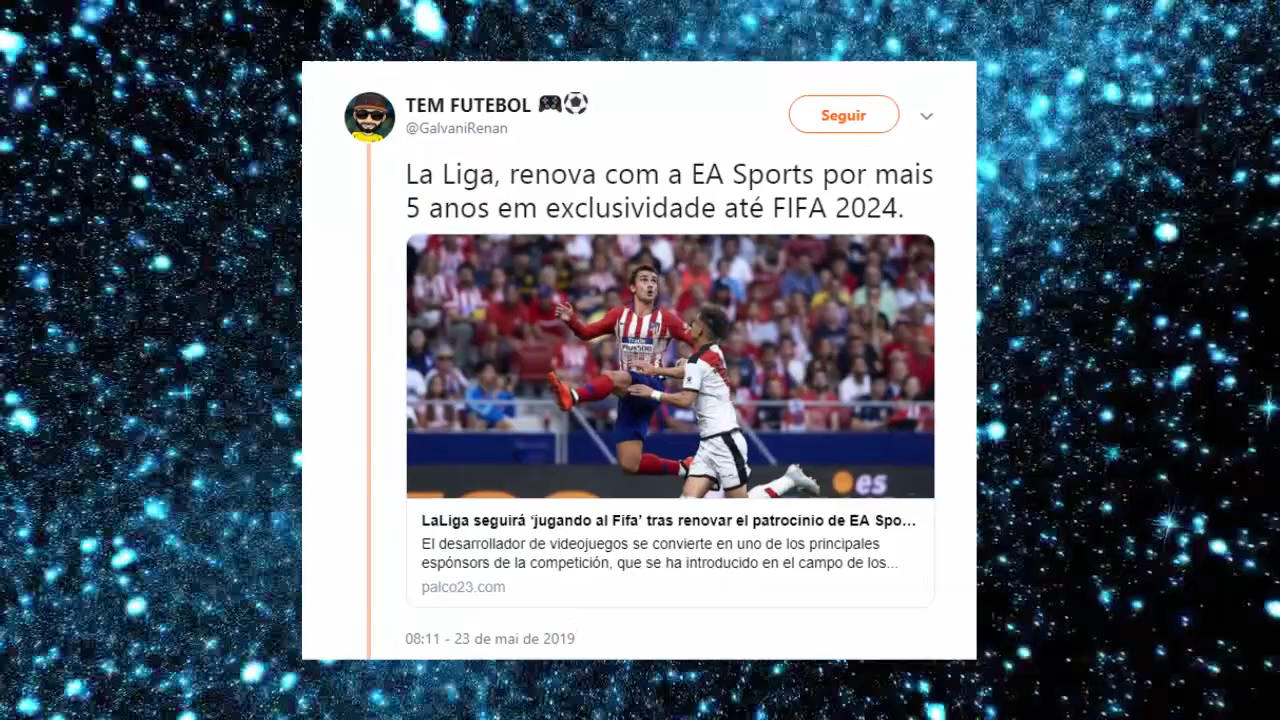 TEM FUTEBOL 🎮⚽
@GalvaniRenan
Seguir
La Liga, renova com a EA Sports por mais
5 anos em exclusividade até FIFA 2024.
Plus500
es
LaLiga seguirá ‘jugando al Fifa’ tras renovar el patrocinio de EA Spo...
El desarrollador de videojuegos se convierte en uno de los principales
espónsors de la competición, que se ha introducido en el campo de los...
palco23.com
08:11 - 23 de mai de 2019